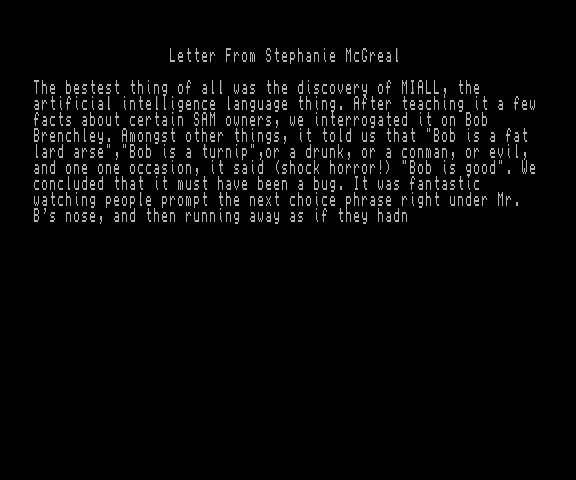 Letter From Stephanie McGreal
The bestest thing of all was the discovery of MIALL, the
artificial intelligence language thing. After teaching it a few
facts about certain SAM owners, we interrogated it on Bob
Brenchley. Amongst other things, it told us that "Bob is a fat
lard arse","Bob is a turnip",or a drunk, or a conman, or evil,
and one one occasion, it said (shock horror!) "Bob is good". We
concluded that it must have been a bug. It was fantastic
watching people prompt the next choice phrase right under Mr.
B's nose, and then running away as if they hadn